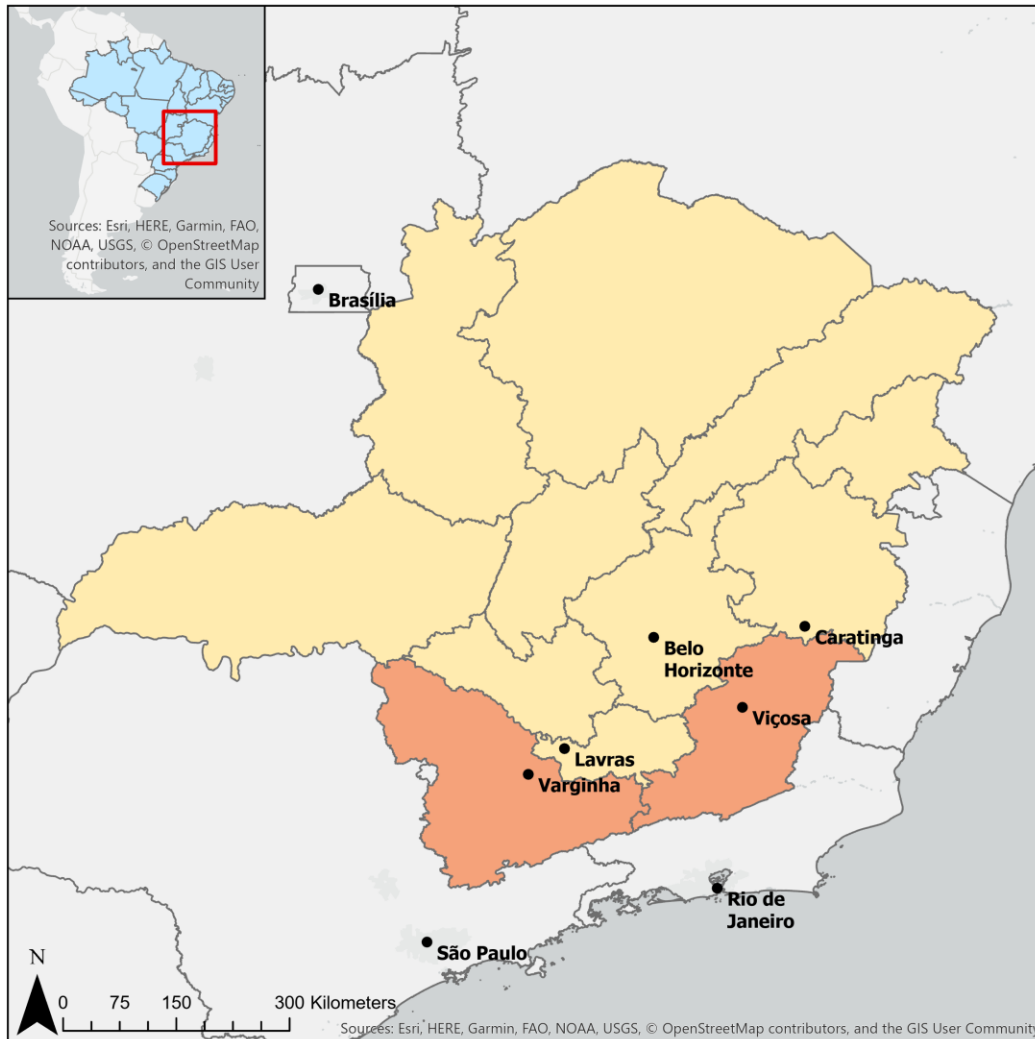 Sources: Esri, HERE, Garmin, FAO,
NOAA, USGS, © OpenStreetMap
contributors, and the GIS User
Community
Brasília
Belo
Horizonte
Caratinga
Viçosa
Lavras
Varginha
Rio de
Janeiro
São Paulo
N
0 75 150 300 Kilometers
Sources: Esri, HERE, Garmin, FAO, NOAA, USGS, © OpenStreetMap contributors, and the GIS User Community